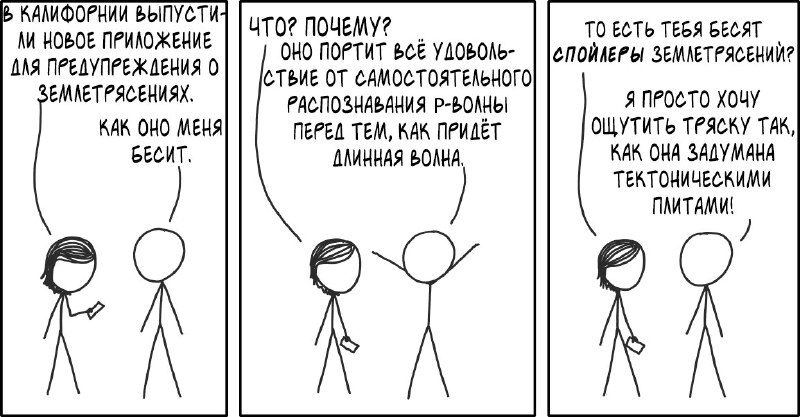 В КАЛИФОРНИИ ВЫПУСТИ-
ЛИ НОВОЕ ПРИЛОЖЕНИЕ
ДЛЯ ПРЕДУПРЕЖДЕНИЯ О
ЗЕМЛЕТРЯСЕНИЯХ.
КАК ОНО МЕНЯ
БЕСИТ.
ЧТО? ПОЧЕМУ?
ОНО ПОРТИТ ВСЁ УДОВОЛЬ-
СТВИЕ ОТ САМОСТОЯТЕЛЬНОГО
РАСПОЗНАВАНИЯ P-ВОЛНЫ
ПЕРЕД ТЕМ, КАК ПРИДЁТ
ДЛИННАЯ ВОЛНА.
ТО ЕСТЬ ТЕБЯ БЕСЯТ
СПОЙЛЕРЫ ЗЕМЛЕТРЯСЕНИЙ?
Я ПРОСТО ХОЧУ
ОЩУТИТЬ ТРЯСКУ ТАК,
КАК ОНА ЗАДУМАНА
ТЕКТОНИЧЕСКИМИ
ПЛИТАМИ!